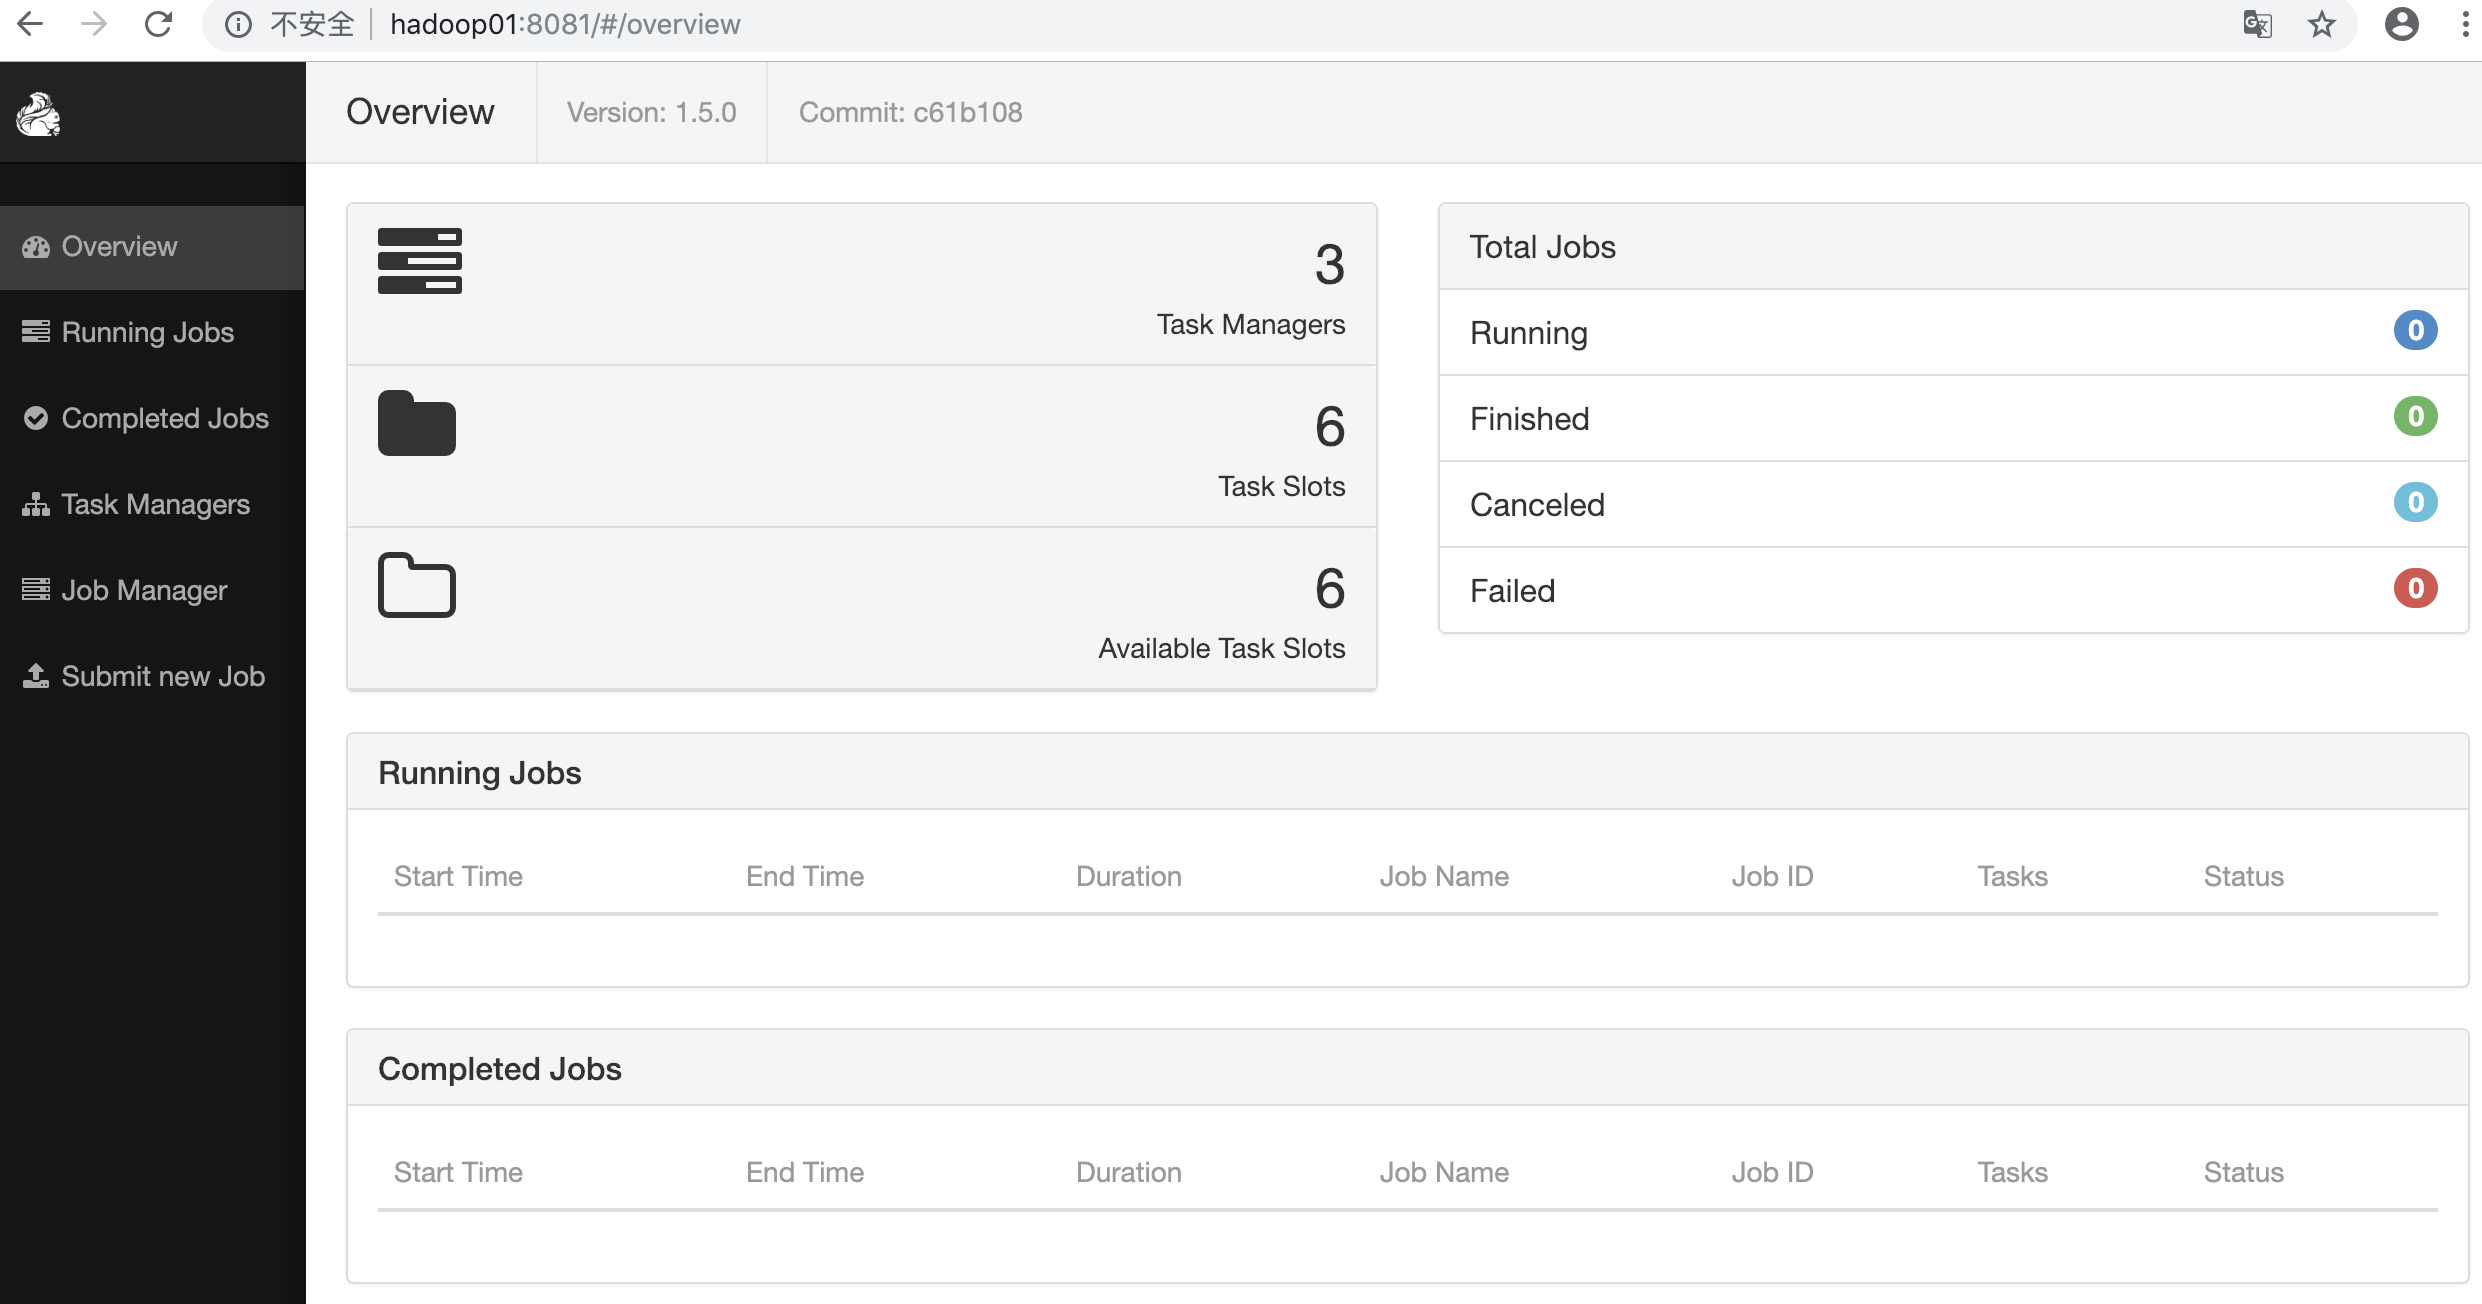 不安全 hadoop01:8081/#/overview
Overview Version: 1.5.0 Commit: c61b108
Overview
Running Jobs
Completed Jobs
Task Managers
Job Manager
Submit new Job
3
Task Managers
6
Task Slots
6
Available Task Slots
Total Jobs
Running 0
Finished 0
Canceled 0
Failed 0
Running Jobs
Start Time End Time Duration Job Name Job ID Tasks Status
Completed Jobs
Start Time End Time Duration Job Name Job ID Tasks Status